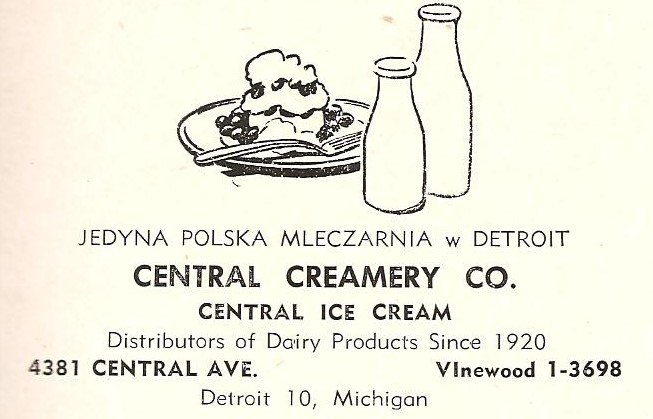 JEDYNA POLSKA MLECZARNIA w DETROIT
CENTRAL CREAMERY CO.
CENTRAL ICE CREAM
Distributors of Dairy Products Since 1920
4381 CENTRAL AVE. VInewood 1-3698
Detroit 10, Michigan